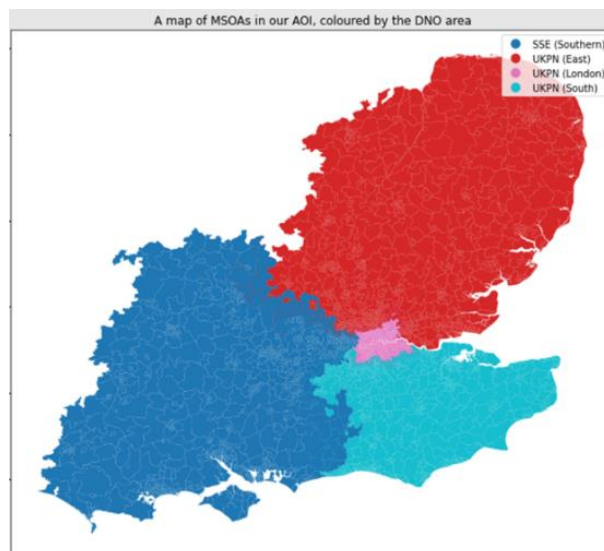 A map of MSOAs in our AOI, coloured by the DNO area
SSE (Southern)
UKPN (East)
UKPN (London)
UKPN (South)